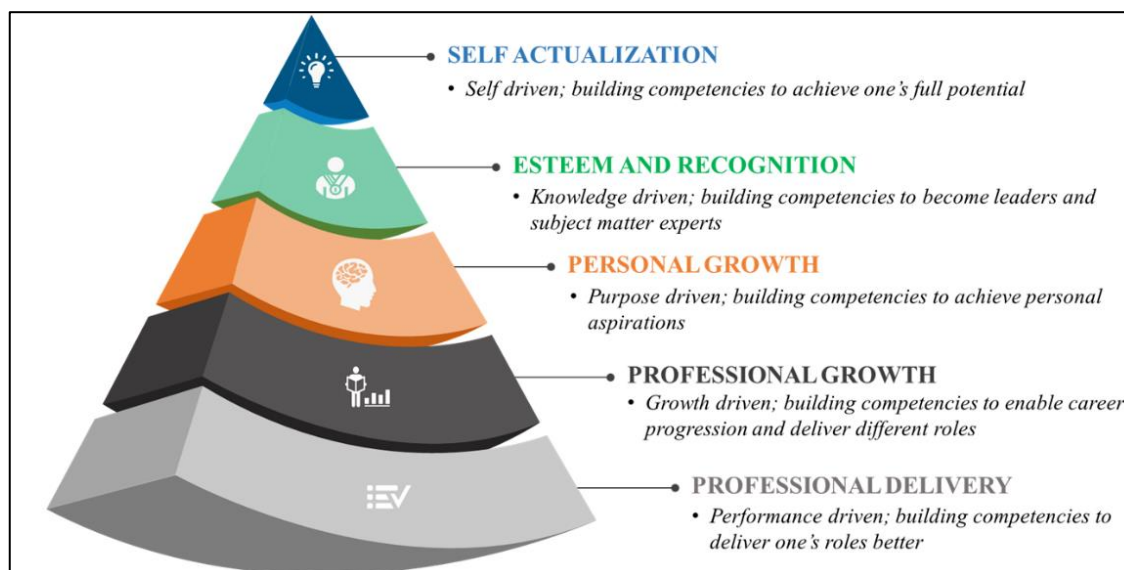 SELF ACTUALIZATION
• Self driven; building competencies to achieve one’s full potential
ESTEEM AND RECOGNITION
• Knowledge driven; building competencies to become leaders and
subject matter experts
PERSONAL GROWTH
• Purpose driven; building competencies to achieve personal
aspirations
PROFESSIONAL GROWTH
• Growth driven; building competencies to enable career
progression and deliver different roles
PROFESSIONAL DELIVERY
• Performance driven; building competencies to
deliver one’s roles better